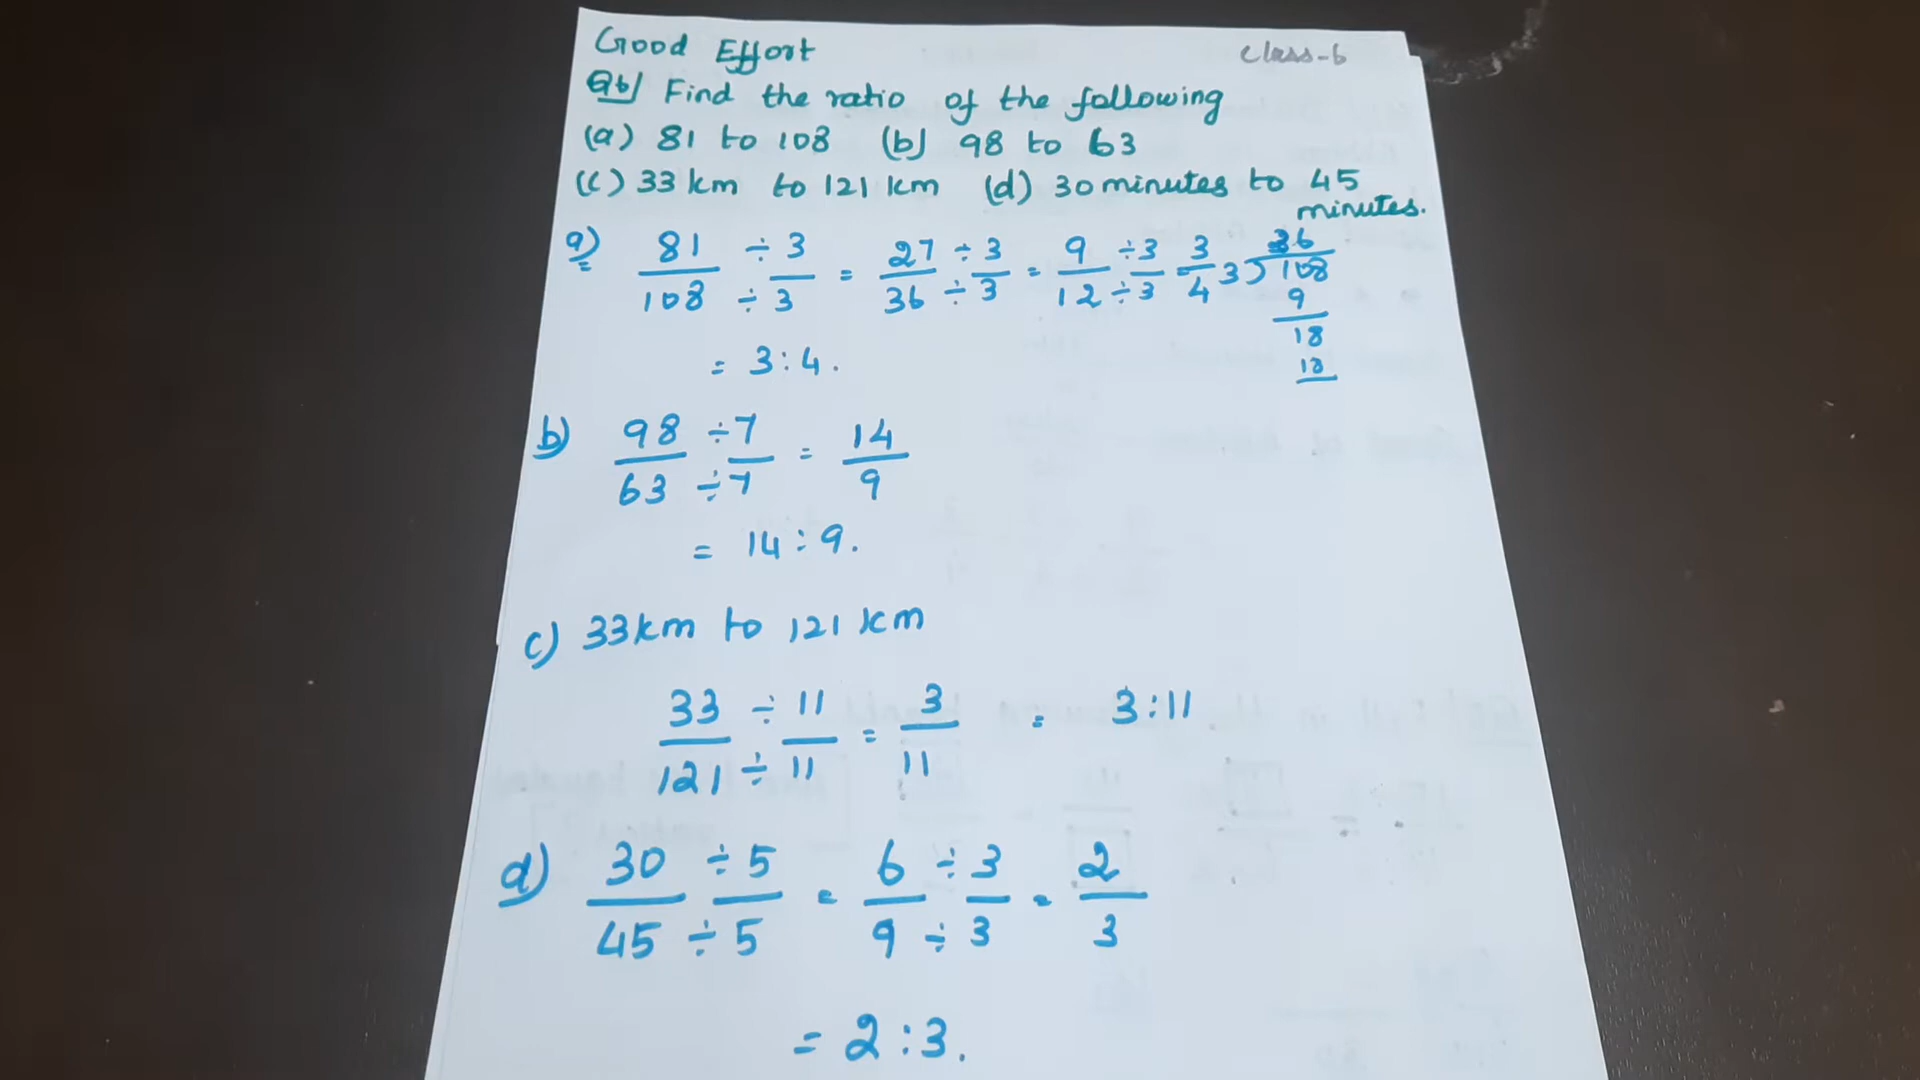 Good Effort
Class-6
Q6/ Find the ratio of the following
(a) 81 to 108 (b) 98 to 63
(c) 33 km to 121 km (d) 30 minutes to 45
minutes.
a) 81/108 ÷ 3/÷ 3 = 27/36 ÷ 3/÷ 3 = 9/12 ÷ 3/÷ 3 = 3/4
36
3) 108
9
18
18
= 3:4.
b) 98/63 ÷ 7/÷ 7 = 14/9
= 14:9.
c) 33km to 121 km
33/121 ÷ 11/÷ 11 = 3/11 = 3:11
d) 30/45 ÷ 5/÷ 5 = 6/9 ÷ 3/÷ 3 = 2/3
= 2:3.